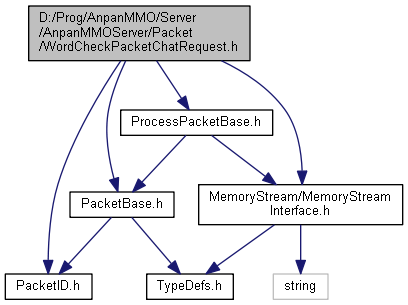 D:/Prog/AnpanMMO/Server
/AnpanMMOServer/Packet
/WordCheckPacketChatRequest.h
ProcessPacketBase.h
PacketBase.h
MemoryStream/MemoryStream
Interface.h
PacketID.h
TypeDefs.h
string